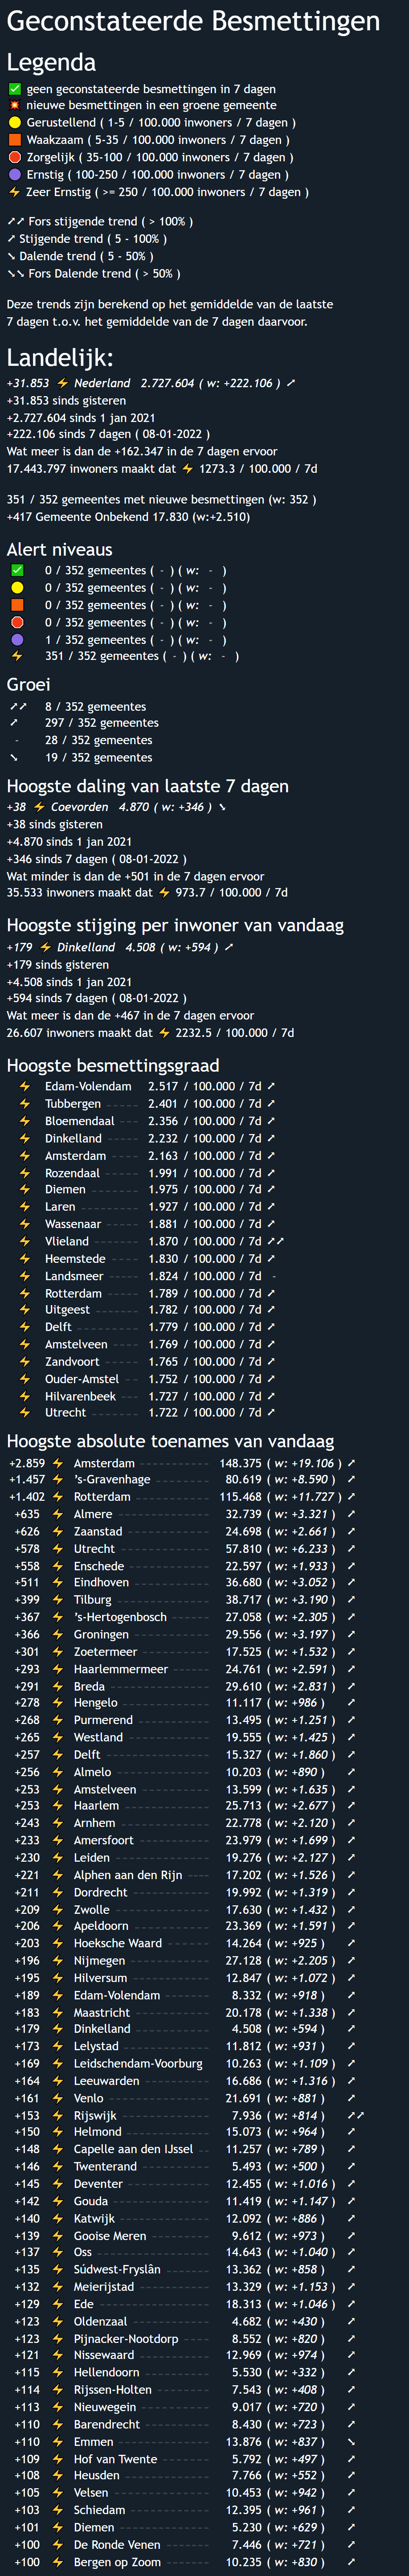 Geconstateerde Besmettingen
Legenda
✅ geen geconstateerde besmettingen in 7 dagen
💥 nieuwe besmettingen in een groene gemeente
🟡 Gerustellend ( 1-5 / 100.000 inwoners / 7 dagen )
🟧 Waakzaam ( 5-35 / 100.000 inwoners / 7 dagen )
🛑 Zorgelijk ( 35-100 / 100.000 inwoners / 7 dagen )
🟣 Ernstig ( 100-250 / 100.000 inwoners / 7 dagen )
⚡ Zeer Ernstig ( >= 250 / 100.000 inwoners / 7 dagen )
➚➚ Fors stijgende trend ( > 100% )
➚ Stijgende trend ( 5 - 100% )
➘ Dalende trend ( 5 - 50% )
➘➘ Fors Dalende trend ( > 50% )
Deze trends zijn berekend op het gemiddelde van de laatste
7 dagen t.o.v. het gemiddelde van de 7 dagen daarvoor.
Landelijk:
+31.853 ⚡ Nederland 2.727.604 ( w: +222.106 ) ➚
+31.853 sinds gisteren
+2.727.604 sinds 1 jan 2021
+222.106 sinds 7 dagen ( 08-01-2022 )
Wat meer is dan de +162.347 in de 7 dagen ervoor
17.443.797 inwoners maakt dat ⚡ 1273.3 / 100.000 / 7d
351 / 352 gemeentes met nieuwe besmettingen (w: 352 )
+417 Gemeente Onbekend 17.830 (w:+2.510)
Alert niveaus
✅ 0 / 352 gemeentes ( - ) ( w: - )
🟡 0 / 352 gemeentes ( - ) ( w: - )
🟧 0 / 352 gemeentes ( - ) ( w: - )
🛑 0 / 352 gemeentes ( - ) ( w: - )
🟣 1 / 352 gemeentes ( - ) ( w: - )
⚡ 351 / 352 gemeentes ( - ) ( w: - )
Groei
➚➚ 8 / 352 gemeentes
➚ 297 / 352 gemeentes
- 28 / 352 gemeentes
➘ 19 / 352 gemeentes
Hoogste daling van laatste 7 dagen
+38 ⚡ Coevorden 4.870 ( w: +346 ) ➘
+38 sinds gisteren
+4.870 sinds 1 jan 2021
+346 sinds 7 dagen ( 08-01-2022 )
Wat minder is dan de +501 in de 7 dagen ervoor
35.533 inwoners maakt dat ⚡ 973.7 / 100.000 / 7d
Hoogste stijging per inwoner van vandaag
+179 ⚡ Dinkelland 4.508 ( w: +594 ) ➚
+179 sinds gisteren
+4.508 sinds 1 jan 2021
+594 sinds 7 dagen ( 08-01-2022 )
Wat meer is dan de +467 in de 7 dagen ervoor
26.607 inwoners maakt dat ⚡ 2232.5 / 100.000 / 7d
Hoogste besmettingsgraad
⚡ Edam-Volendam 2.517 / 100.000 / 7d ➚
⚡ Tubbergen ----- 2.401 / 100.000 / 7d ➚
⚡ Bloemendaal --- 2.356 / 100.000 / 7d ➚
⚡ Dinkelland ----- 2.232 / 100.000 / 7d ➚
⚡ Amsterdam ---- 2.163 / 100.000 / 7d ➚
⚡ Rozendaal ----- 1.991 / 100.000 / 7d ➚
⚡ Diemen ------- 1.975 / 100.000 / 7d ➚
⚡ Laren --------- 1.927 / 100.000 / 7d ➚
⚡ Wassenaar ----- 1.881 / 100.000 / 7d ➚
⚡ Vlieland ------- 1.870 / 100.000 / 7d ➚➚
⚡ Heemstede ---- 1.830 / 100.000 / 7d ➚
⚡ Landsmeer ----- 1.824 / 100.000 / 7d -
⚡ Rotterdam ----- 1.789 / 100.000 / 7d ➚
⚡ Uitgeest ------- 1.782 / 100.000 / 7d ➚
⚡ Delft --------- 1.779 / 100.000 / 7d ➚
⚡ Amstelveen ---- 1.769 / 100.000 / 7d ➚
⚡ Zandvoort ----- 1.765 / 100.000 / 7d ➚
⚡ Ouder-Amstel -- 1.752 / 100.000 / 7d ➚
⚡ Hilvarenbeek --- 1.727 / 100.000 / 7d ➚
⚡ Utrecht ------- 1.722 / 100.000 / 7d ➚
Hoogste absolute toenames van vandaag
+2.859 ⚡ Amsterdam ----------- 148.375 ( w: +19.106 ) ➚
+1.457 ⚡ 's-Gravenhage --------- 80.619 ( w: +8.590 ) ➚
+1.402 ⚡ Rotterdam ------------ 115.468 ( w: +11.727 ) ➚
+635 ⚡ Almere --------------- 32.739 ( w: +3.321 ) ➚
+626 ⚡ Zaanstad ------------- 24.698 ( w: +2.661 ) ➚
+578 ⚡ Utrecht -------------- 57.810 ( w: +6.233 ) ➚
+558 ⚡ Enschede ------------- 22.597 ( w: +1.933 ) ➚
+511 ⚡ Eindhoven ------------ 36.680 ( w: +3.052 ) ➚
+399 ⚡ Tilburg --------------- 38.717 ( w: +3.190 ) ➚
+367 ⚡ 's-Hertogenbosch ------- 27.058 ( w: +2.305 ) ➚
+366 ⚡ Groningen ------------ 29.556 ( w: +3.197 ) ➚
+301 ⚡ Zoetermeer ----------- 17.525 ( w: +1.532 ) ➚
+293 ⚡ Haarlemmermeer ------ 24.761 ( w: +2.591 ) ➚
+291 ⚡ Breda ---------------- 29.610 ( w: +2.831 ) ➚
+278 ⚡ Hengelo -------------- 11.117 ( w: +986 ) ➚
+268 ⚡ Purmerend ------------ 13.495 ( w: +1.251 ) ➚
+265 ⚡ Westland ------------- 19.555 ( w: +1.425 ) ➚
+257 ⚡ Delft ----------------- 15.327 ( w: +1.860 ) ➚
+256 ⚡ Almelo --------------- 10.203 ( w: +890 ) ➚
+253 ⚡ Amstelveen ----------- 13.599 ( w: +1.635 ) ➚
+253 ⚡ Haarlem -------------- 25.713 ( w: +2.677 ) ➚
+243 ⚡ Arnhem -------------- 22.778 ( w: +2.120 ) ➚
+233 ⚡ Amersfoort ----------- 23.979 ( w: +1.699 ) ➚
+230 ⚡ Leiden --------------- 19.276 ( w: +2.127 ) ➚
+221 ⚡ Alphen aan den Rijn ---- 17.202 ( w: +1.526 ) ➚
+211 ⚡ Dordrecht ------------ 19.992 ( w: +1.319 ) ➚
+209 ⚡ Zwolle --------------- 17.630 ( w: +1.432 ) ➚
+206 ⚡ Apeldoorn ------------ 23.369 ( w: +1.591 ) ➚
+203 ⚡ Hoeksche Waard ------- 14.264 ( w: +925 ) ➚
+196 ⚡ Nijmegen ------------- 27.128 ( w: +2.205 ) ➚
+195 ⚡ Hilversum ------------- 12.847 ( w: +1.072 ) ➚
+189 ⚡ Edam-Volendam -------- 8.332 ( w: +918 ) ➚
+183 ⚡ Maastricht ------------ 20.178 ( w: +1.338 ) ➚
+179 ⚡ Dinkelland ------------ 4.508 ( w: +594 ) ➚
+173 ⚡ Lelystad -------------- 11.812 ( w: +931 ) ➚
+169 ⚡ Leidschendam-Voorburg 10.263 ( w: +1.109 ) ➚
+164 ⚡ Leeuwarden ----------- 16.686 ( w: +1.316 ) ➚
+161 ⚡ Venlo ---------------- 21.691 ( w: +881 ) ➚
+153 ⚡ Rijswijk -------------- 7.936 ( w: +814 ) ➚➚
+150 ⚡ Helmond ------------- 15.073 ( w: +964 ) ➚
+148 ⚡ Capelle aan den IJssel -- 11.257 ( w: +789 ) ➚
+146 ⚡ Twenterand ----------- 5.493 ( w: +500 ) ➚
+145 ⚡ Deventer ------------- 12.455 ( w: +1.016 ) ➚
+142 ⚡ Gouda --------------- 11.419 ( w: +1.147 ) ➚
+140 ⚡ Katwijk -------------- 12.092 ( w: +886 ) ➚
+139 ⚡ Gooise Meren --------- 9.612 ( w: +973 ) ➚
+137 ⚡ Oss ------------------ 14.643 ( w: +1.040 ) ➚
+135 ⚡ Súdwest-Fryslân ------- 13.362 ( w: +858 ) ➚
+132 ⚡ Meierijstad ----------- 13.329 ( w: +1.153 ) ➚
+129 ⚡ Ede ------------------ 18.313 ( w: +1.046 ) ➚
+123 ⚡ Oldenzaal ------------ 4.682 ( w: +430 ) ➚
+123 ⚡ Pijnacker-Nootdorp ----- 8.552 ( w: +820 ) ➚
+121 ⚡ Nissewaard ----------- 12.969 ( w: +974 ) ➚
+115 ⚡ Hellendoorn ---------- 5.530 ( w: +332 ) ➚
+114 ⚡ Rijssen-Holten --------- 7.543 ( w: +408 ) ➚
+113 ⚡ Nieuwegein ----------- 9.017 ( w: +720 ) ➚
+110 ⚡ Barendrecht ---------- 8.430 ( w: +723 ) ➚
+110 ⚡ Emmen --------------- 13.876 ( w: +837 ) ➘
+109 ⚡ Hof van Twente -------- 5.792 ( w: +497 ) ➚
+108 ⚡ Heusden ------------- 7.766 ( w: +552 ) ➚
+105 ⚡ Velsen --------------- 10.453 ( w: +942 ) ➚
+103 ⚡ Schiedam ------------- 12.395 ( w: +961 ) ➚
+101 ⚡ Diemen -------------- 5.230 ( w: +629 ) ➚
+100 ⚡ De Ronde Venen ------- 7.446 ( w: +721 ) ➚
+100 ⚡ Bergen op Zoom ------- 10.235 ( w: +830 ) ➚